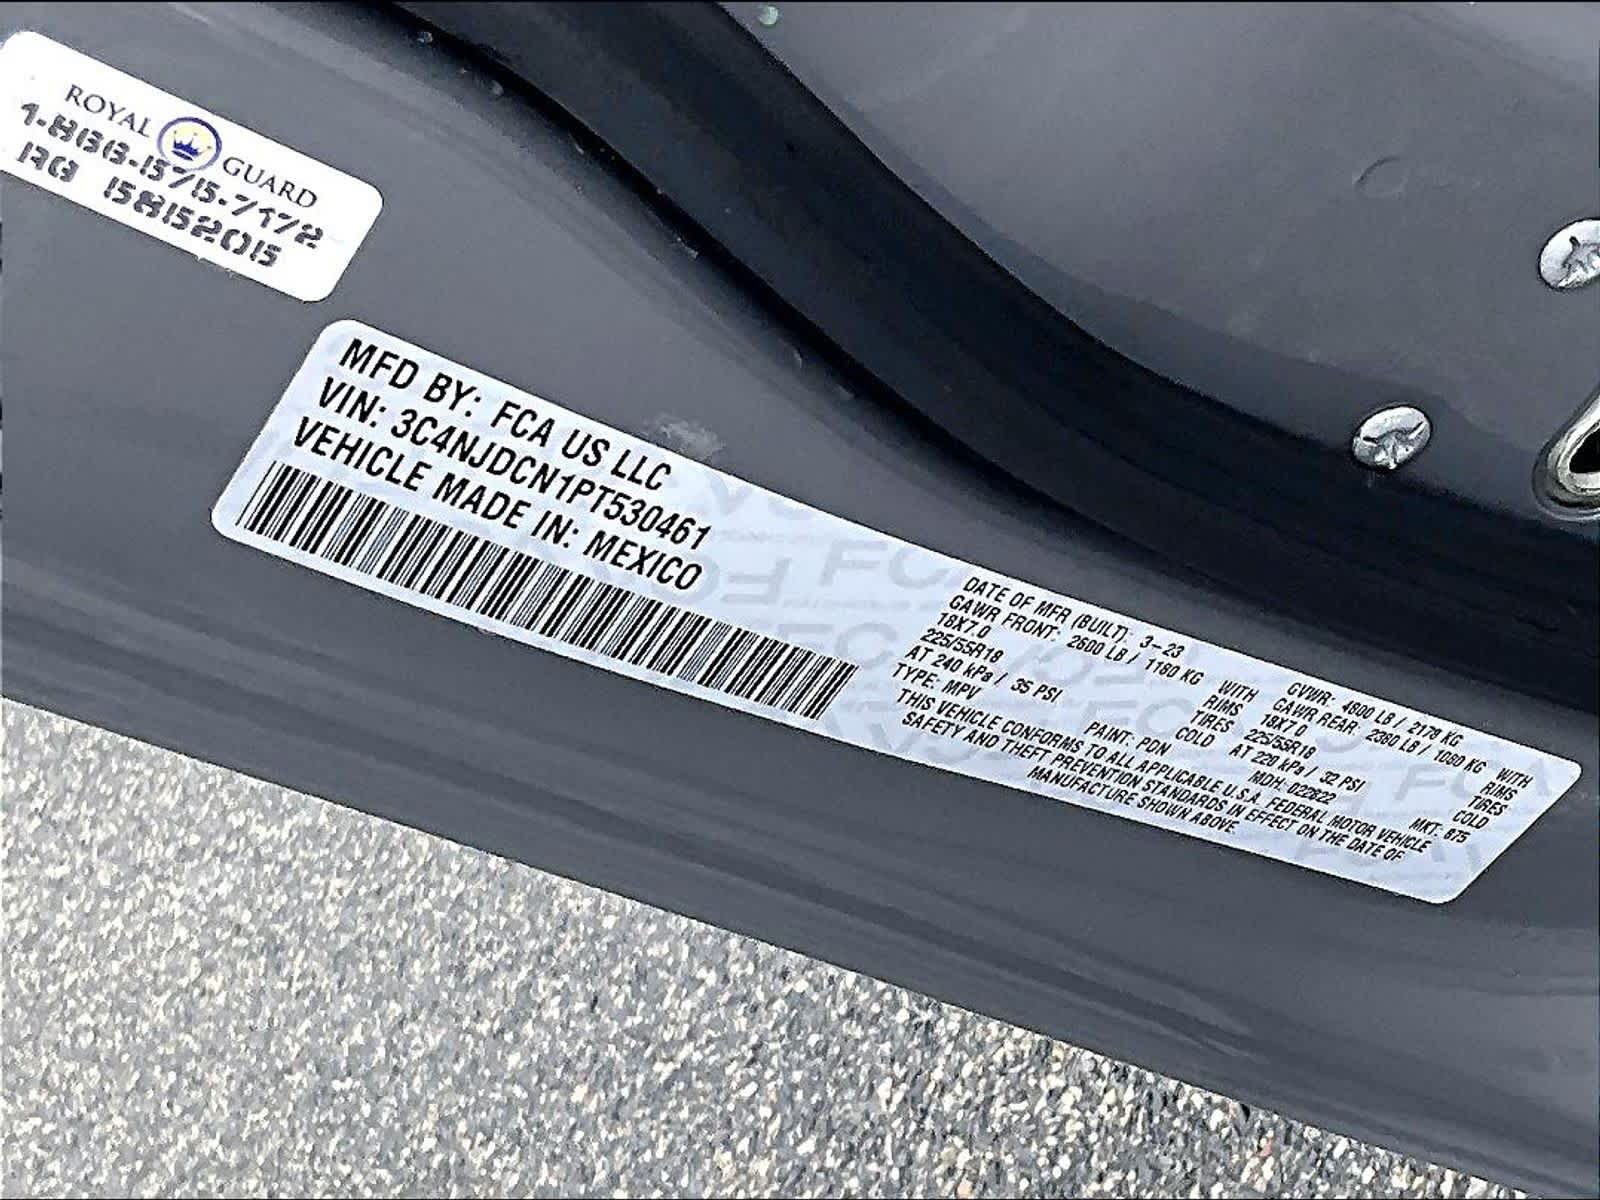 ROYAL GUARD
1-866-575-7172
RG 5852015
MFD BY: FCA US LLC
VIN: 3C4NJDCN1PT530461
VEHICLE MADE IN: MEXICO
DATE OF MFR (BUILT): 3-23 GVWR: 4800 LB / 2178 KG
GAWR FRONT: 2600 LB / 1180 KG WITH GAWR REAR: 2380 LB / 1080 KG WITH
18X7.0 RIMS 18X7.0 RIMS
225/55R18 TIRES 225/55R18 TIRES
AT 240 kPa / 35 PSI COLD AT 220 kPa / 32 PSI COLD
TYPE: MPV PAINT: PDN MDH: 022822 MKT: 675
THIS VEHICLE CONFORMS TO ALL APPLICABLE U.S.A. FEDERAL MOTOR VEHICLE
SAFETY AND THEFT PREVENTION STANDARDS IN EFFECT ON THE DATE OF
MANUFACTURE SHOWN ABOVE.